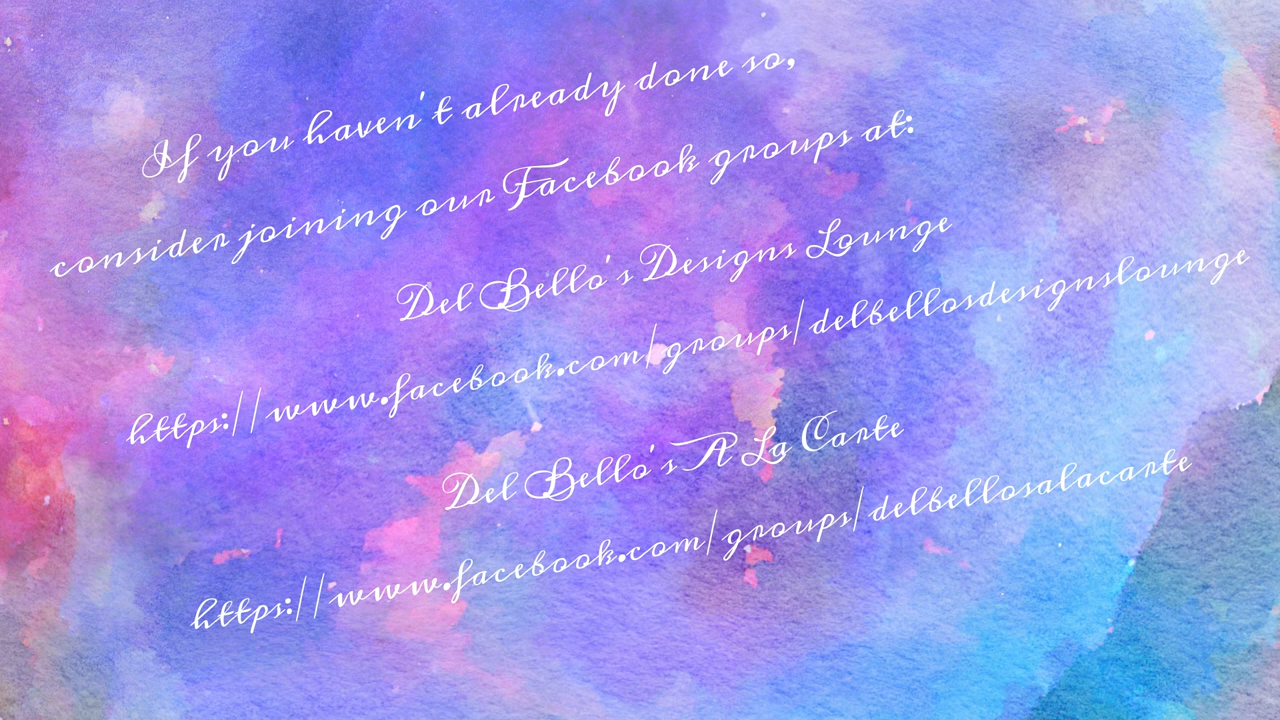 If you haven't already done so,
consider joining our Facebook groups at:
Del Bello's Designs Lounge
https://www.facebook.com/groups/delbellosdesignslounge
Del Bello's A La Carte
https://www.facebook.com/groups/delbellosalacarte